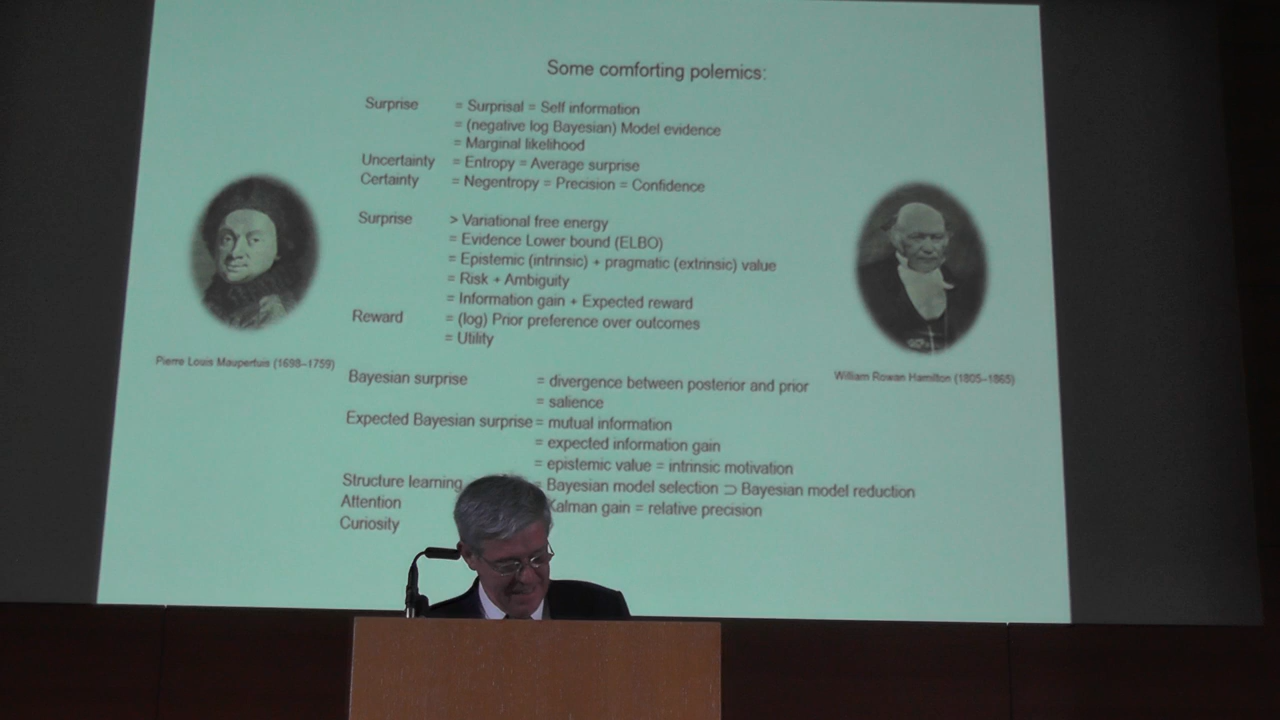 Some comforting polemics:
Surprise = Surprisal = Self information
= (negative log Bayesian) Model evidence
= Marginal likelihood
Uncertainty = Entropy = Average surprise
Certainty = Negentropy = Precision = Confidence
Surprise > Variational free energy
= Evidence Lower bound (ELBO)
= Epistemic (intrinsic) + pragmatic (extrinsic) value
= Risk + Ambiguity
= Information gain + Expected reward
Reward = (log) Prior preference over outcomes
= Utility
Pierre Louis Maupertuis (1698–1759)
William Rowan Hamilton (1805–1865)
Bayesian surprise = divergence between posterior and prior
= salience
Expected Bayesian surprise = mutual information
= expected information gain
= epistemic value = intrinsic motivation
Structure learning = Bayesian model selection ⊃ Bayesian model reduction
Attention Kalman gain = relative precision
Curiosity